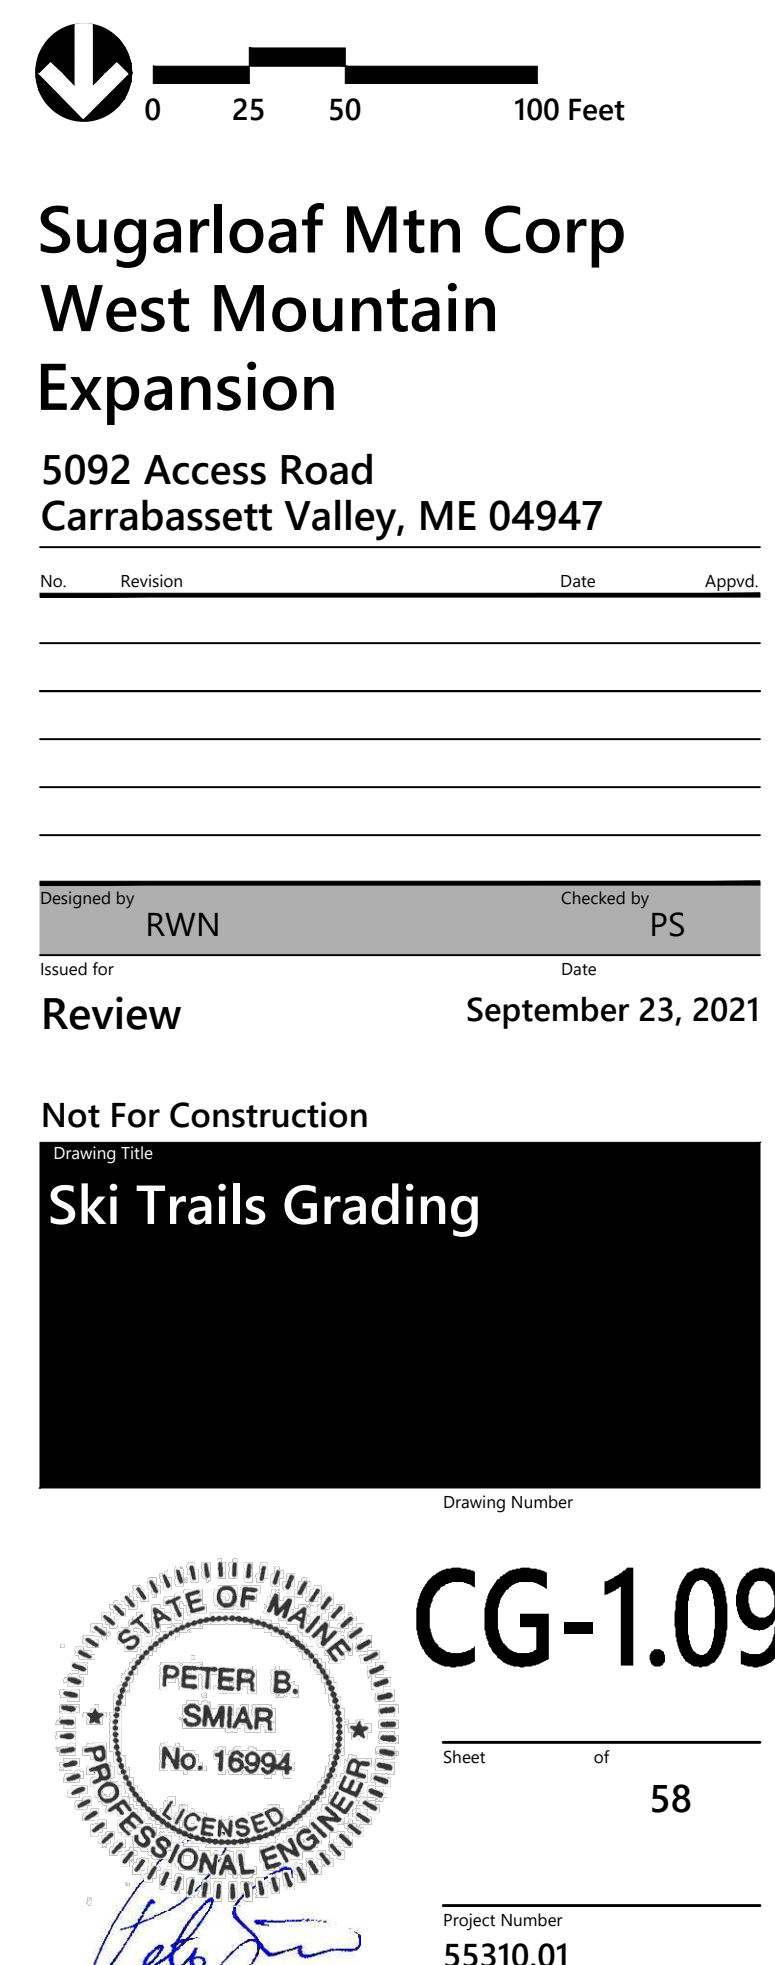 0 25 50 100 Feet
Sugarloaf Mtn Corp
West Mountain
Expansion
5092 Access Road
Carrabassett Valley, ME 04947
No. Revision Date Appvd.
Designed by Checked by
RWN PS
Issued for Date
Review September 23, 2021
Not For Construction
Drawing Title
Ski Trails Grading
Drawing Number
CG-1.09
STATE OF MAINE
PETER B.
SMIAR
No. 16994
LICENSED
PROFESSIONAL ENGINEER
Sheet of
58
Project Number
55310.01